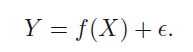 Y = f(X) + ϵ.